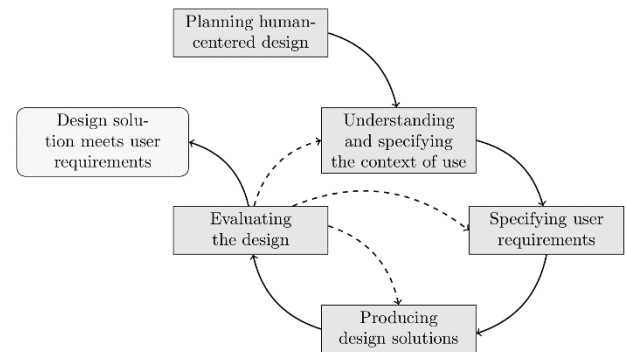 Planning human-
centered design
Design solu-
tion meets user
requirements
Understanding
and specifying
the context of use
Evaluating
the design
Specifying user
requirements
Producing
design solutions